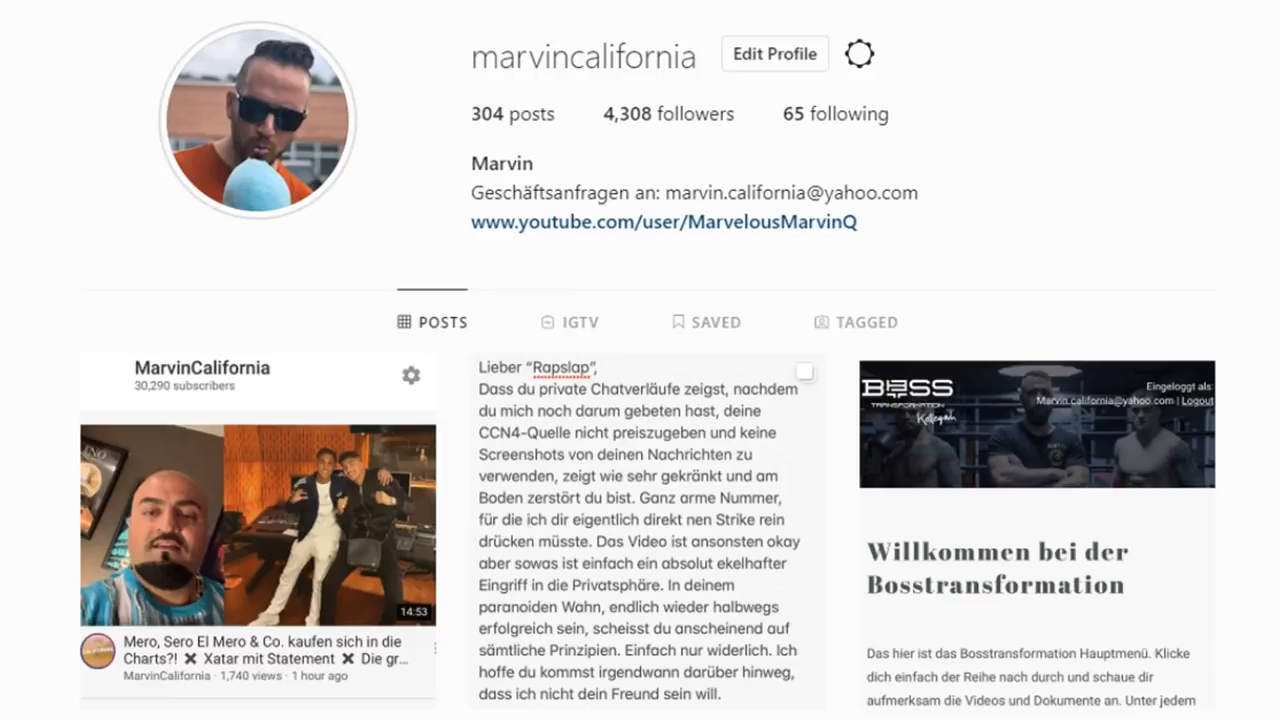 marvincalifornia Edit Profile
304 posts 4,308 followers 65 following
Marvin
Geschäftsanfragen an: marvin.california@yahoo.com
www.youtube.com/user/MarvelousMarvinQ
POSTS IGTV SAVED TAGGED
MarvinCalifornia
30,290 subscribers
14:53
Mero, Sero El Mero & Co. kaufen sich in die
Charts?! ✖ Xatar mit Statement ✖ Die gr...
MarvinCalifornia · 1,740 views · 1 hour ago
Lieber “Rapslap”,
Dass du private Chatverläufe zeigst, nachdem
du mich noch darum gebeten hast, deine
CCN4-Quelle nicht preiszugeben und keine
Screenshots von deinen Nachrichten zu
verwenden, zeigt wie sehr gekränkt und am
Boden zerstört du bist. Ganz arme Nummer,
für die ich dir eigentlich direkt nen Strike rein
drücken müsste. Das Video ist ansonsten okay
aber sowas ist einfach ein absolut ekelhafter
Eingriff in die Privatsphäre. In deinem
paranoiden Wahn, endlich wieder halbwegs
erfolgreich sein, scheisst du anscheinend auf
sämtliche Prinzipien. Einfach nur widerlich. Ich
hoffe du kommst irgendwann darüber hinweg,
dass ich nicht dein Freund sein will.
BOSS
TRANSFORMATION
Kollegah
Eingeloggt als:
Marvin.california@yahoo.com | Logout
Willkommen bei der
Bosstransformation
Das hier ist das Bosstransformation Hauptmenü. Klicke
dich einfach der Reihe nach durch und schaue dir
aufmerksam die Videos und Dokumente an. Unter jedem